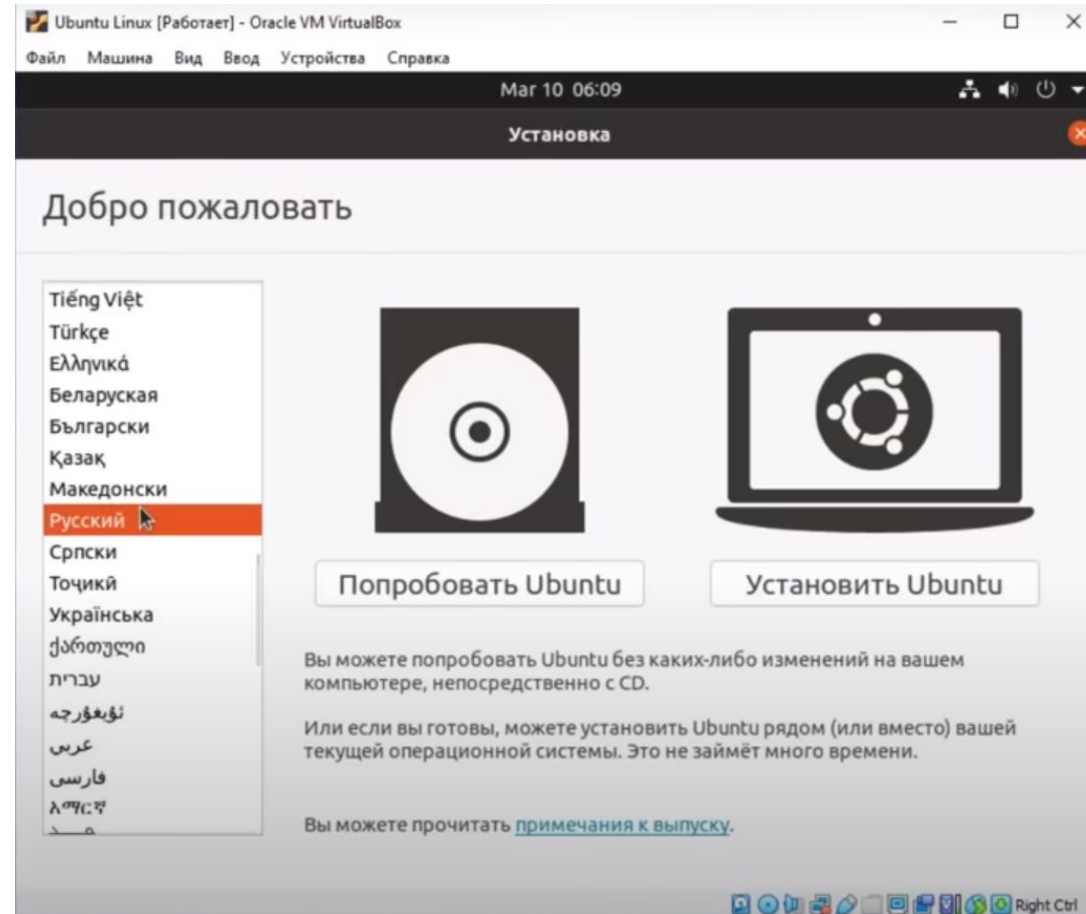 Ubuntu Linux [Работает] - Oracle VM VirtualBox
Файл Машина Вид Ввод Устройства Справка
Mar 10 06:09
Установка
Добро пожаловать
Tiếng Việt
Türkçe
Ελληνικά
Беларуская
Български
Қазақ
Македонски
Русский
Српски
Тоҷикӣ
Українська
ქართული
עברית
ئۇيغۇرچە
عربي
فارسی
አማርኛ
Попробовать Ubuntu
Установить Ubuntu
Вы можете попробовать Ubuntu без каких-либо изменений на вашем
компьютере, непосредственно с CD.
Или если вы готовы, можете установить Ubuntu рядом (или вместо) вашей
текущей операционной системы. Это не займёт много времени.
Вы можете прочитать примечания к выпуску.
Right Ctrl